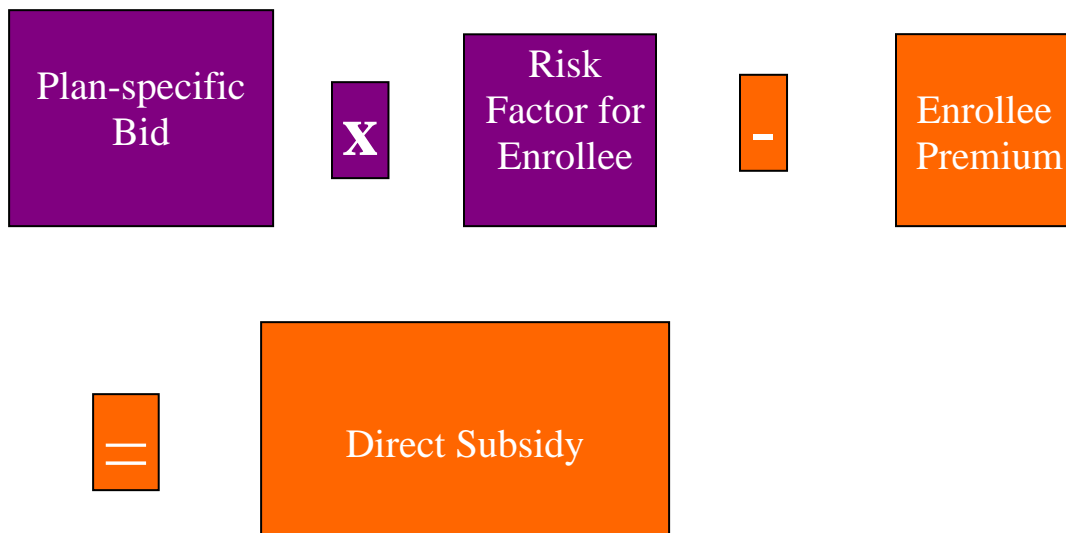 Plan-specific
Bid
x
Risk
Factor for
Enrollee
-
Enrollee
Premium
=
Direct Subsidy